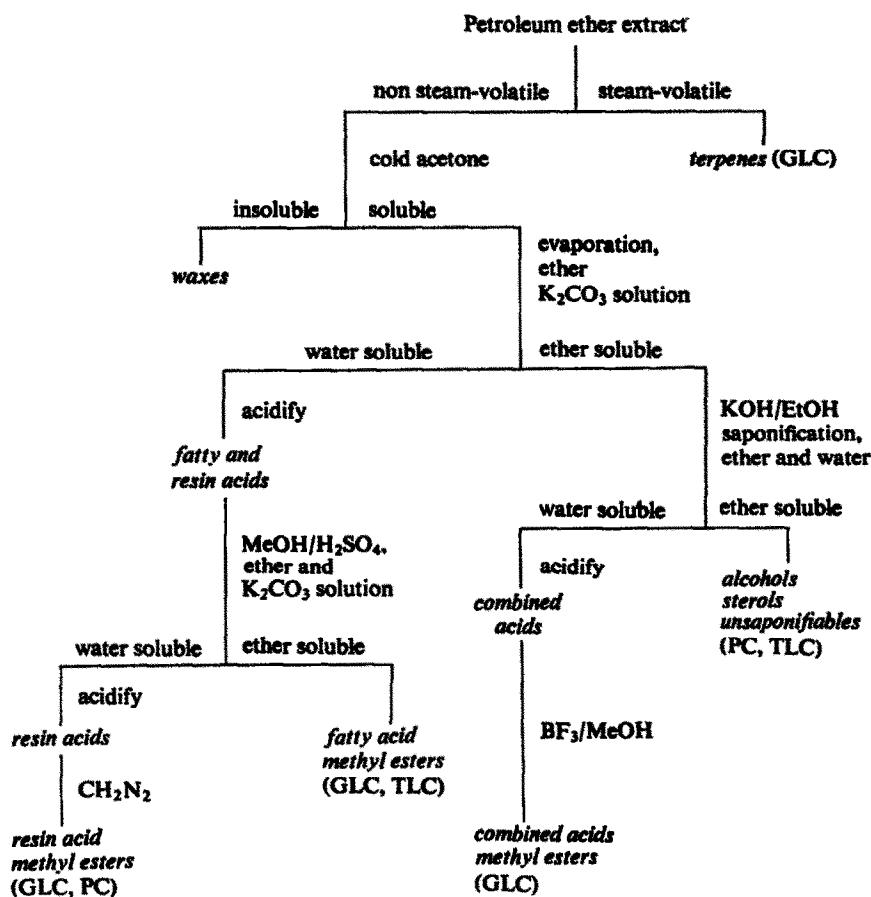 Petroleum ether extract
non steam-volatile
steam-volatile
cold acetone
terpenes (GLC)
insoluble
soluble
waxes
evaporation,
ether
K₂CO₃ solution
water soluble
ether soluble
acidify
fatty and
resin acids
KOH/EtOH
saponification,
ether and water
water soluble
ether soluble
MeOH/H₂SO₄,
ether and
K₂CO₃ solution
acidify
combined
acids
alcohols
sterols
unsaponifiables
(PC, TLC)
water soluble
ether soluble
acidify
resin acids
fatty acid
methyl esters
(GLC, TLC)
BF₃/MeOH
CH₂N₂
resin acid
methyl esters
(GLC, PC)
combined acids
methyl esters
(GLC)